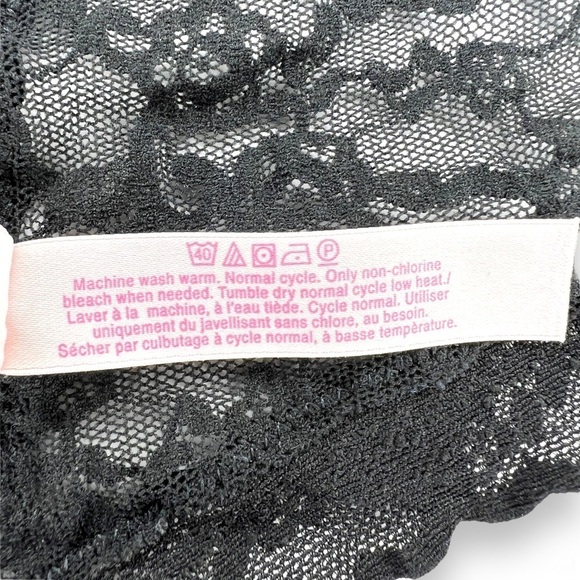 40 P
Machine wash warm. Normal cycle. Only non-chlorine
bleach when needed. Tumble dry normal cycle low heat./
Laver à la machine, à l'eau tiède. Cycle normal. Utiliser
uniquement du javellisant sans chlore, au besoin.
Sécher par culbutage à cycle normal, à basse température.